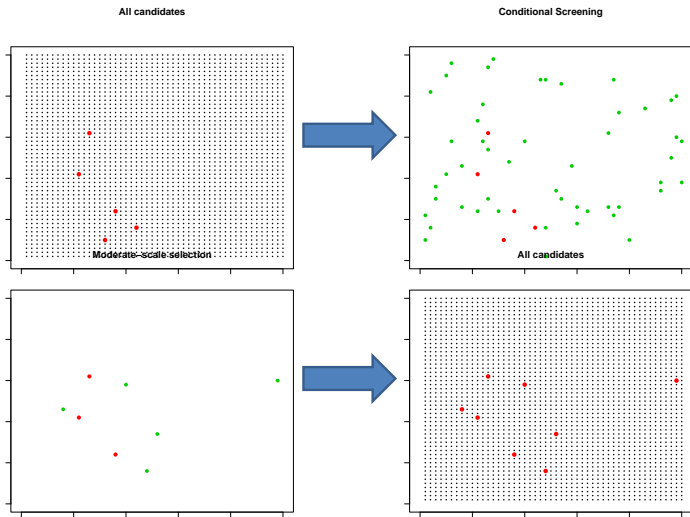 All candidates
Conditional Screening
Moderate−scale selection
All candidates